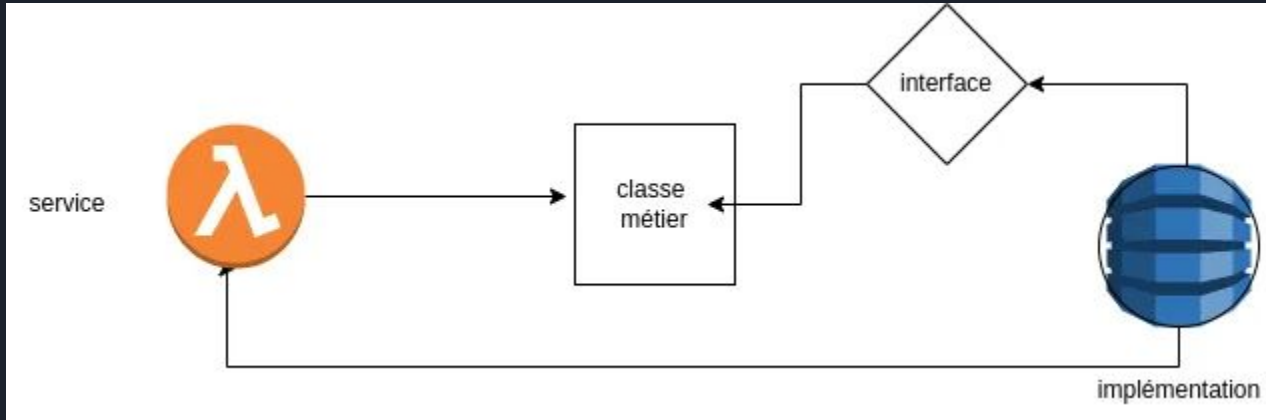 interface
service
classe
métier
implémentation